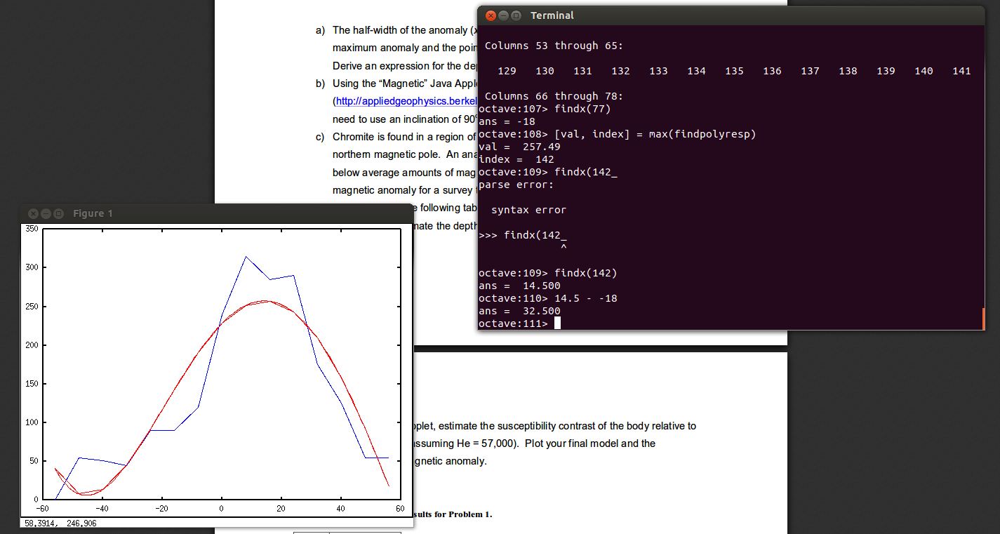 a) The half-width of the anomaly (x
maximum anomaly and the poin
Derive an expression for the dep
b) Using the “Magnetic” Java Appl
(http://appliedgeophysics.berkel
need to use an inclination of 90°
c) Chromite is found in a region of
northern magnetic pole. An ana
below average amounts of mag
magnetic anomaly for a survey t
e following tab
mate the depth
Terminal
Columns 53 through 65:
129 130 131 132 133 134 135 136 137 138 139 140 141
Columns 66 through 78:
octave:107> findx(77)
ans = -18
octave:108> [val, index] = max(findpolyresp)
val = 257.49
index = 142
octave:109> findx(142_
parse error:
syntax error
>>> findx(142_
^
octave:109> findx(142)
ans = 14.500
octave:110> 14.5 - -18
ans = 32.500
octave:111>
Figure 1
350
300
250
200
150
100
50
0
-60 -40 -20 0 20 40 60
58.3914, 246.906
pplet, estimate the susceptibility contrast of the body relative to
assuming He = 57,000). Plot your final model and the
gnetic anomaly.
sults for Problem 1.